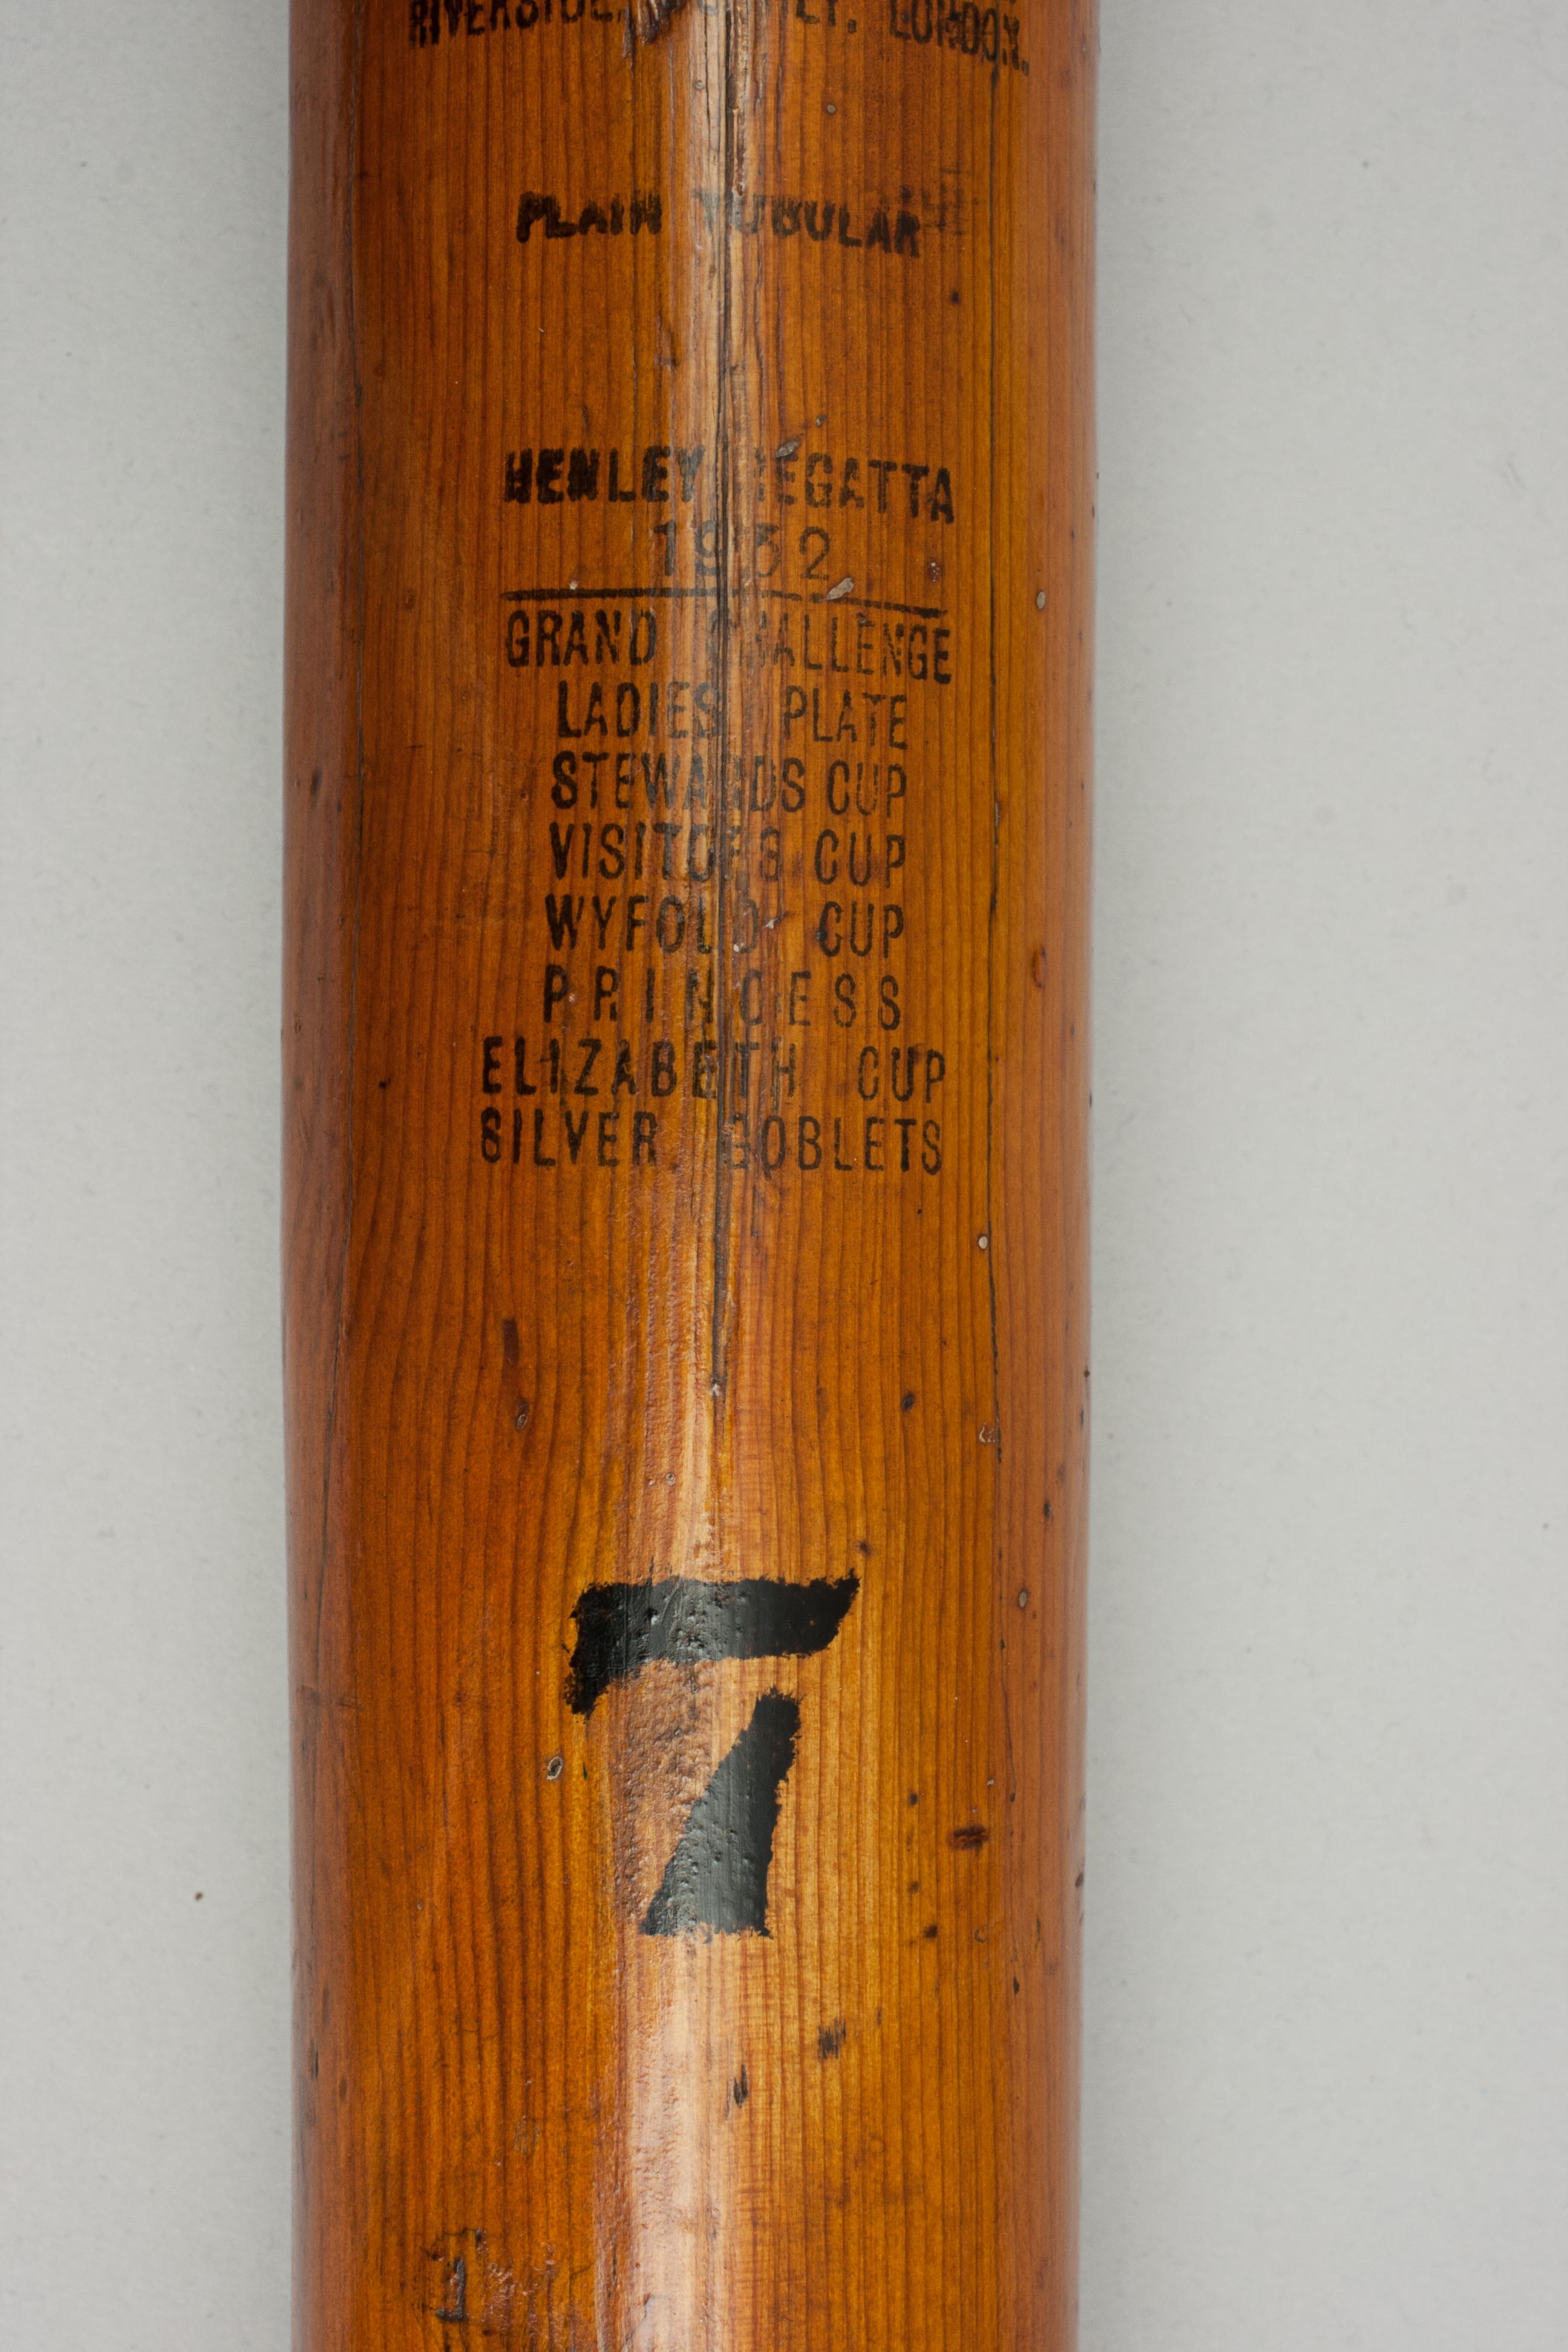 RIVERSIDE, LONDON.
PLAIN TUBULAR
HENLEY REGATTA
1952
GRAND CHALLENGE
LADIES PLATE
STEWARDS CUP
VISITORS CUP
WYFOLD CUP
PRINCESS
ELIZABETH CUP
SILVER GOBLETS
7
1